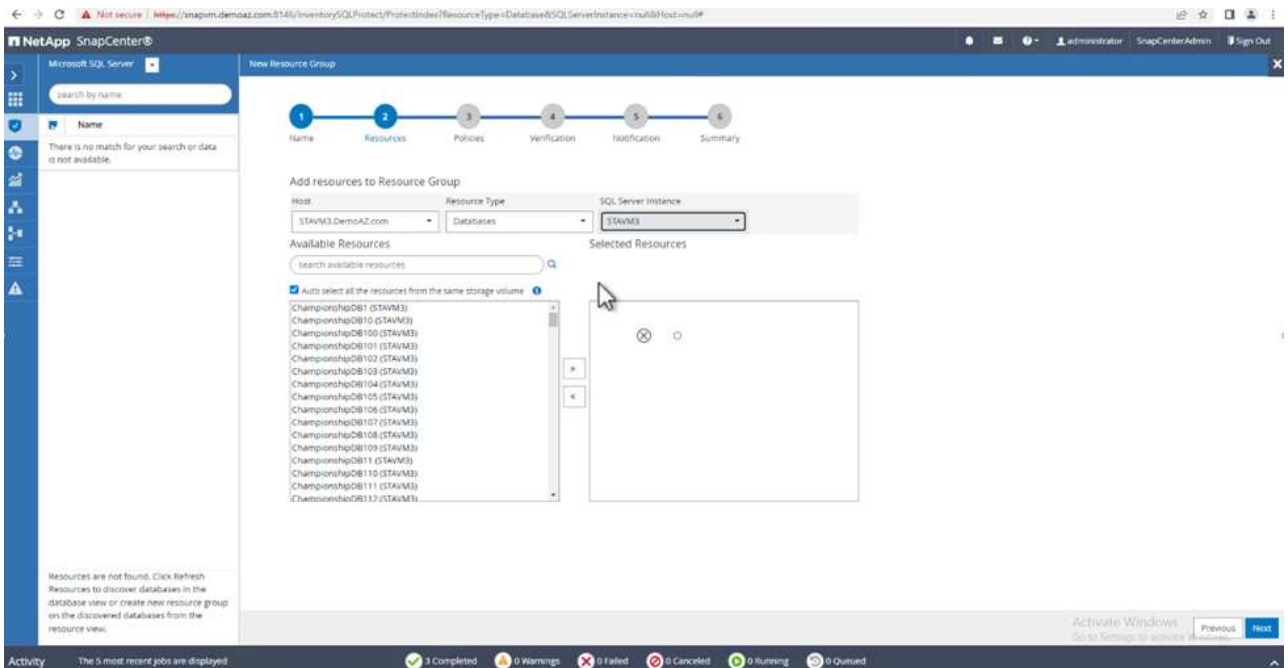 Not secure | https://snapvm.demoaz.com:8146/InventorySQLProtect/ProtectIndex?ResourceType=Database&SQLServerInstance=null&Host=null#
NetApp SnapCenter®
administrator SnapCenterAdmin Sign Out
Microsoft SQL Server
New Resource Group
search by name
Name
There is no match for your search or data
is not available.
1 2 3 4 5 6
Name Resources Policies Verification Notification Summary
Add resources to Resource Group
Host Resource Type SQL Server Instance
STAVM3.DemoAZ.com Databases STAVM3
Available Resources Selected Resources
search available resources
Auto select all the resources from the same storage volume
ChampionshipDB1 (STAVM3)
ChampionshipDB10 (STAVM3)
ChampionshipDB100 (STAVM3)
ChampionshipDB101 (STAVM3)
ChampionshipDB102 (STAVM3)
ChampionshipDB103 (STAVM3)
ChampionshipDB104 (STAVM3)
ChampionshipDB105 (STAVM3)
ChampionshipDB106 (STAVM3)
ChampionshipDB107 (STAVM3)
ChampionshipDB108 (STAVM3)
ChampionshipDB109 (STAVM3)
ChampionshipDB11 (STAVM3)
ChampionshipDB110 (STAVM3)
ChampionshipDB111 (STAVM3)
ChampionshipDB112 (STAVM3)
»
<
Resources are not found. Click Refresh
Resources to discover databases in the
database view or create new resource group
on the discovered databases from the
resource view.
Activate Windows
Go to Settings to activate
Previous Next
Activity The 5 most recent jobs are displayed 3 Completed 0 Warnings 0 Failed 0 Canceled 0 Running 0 Queued